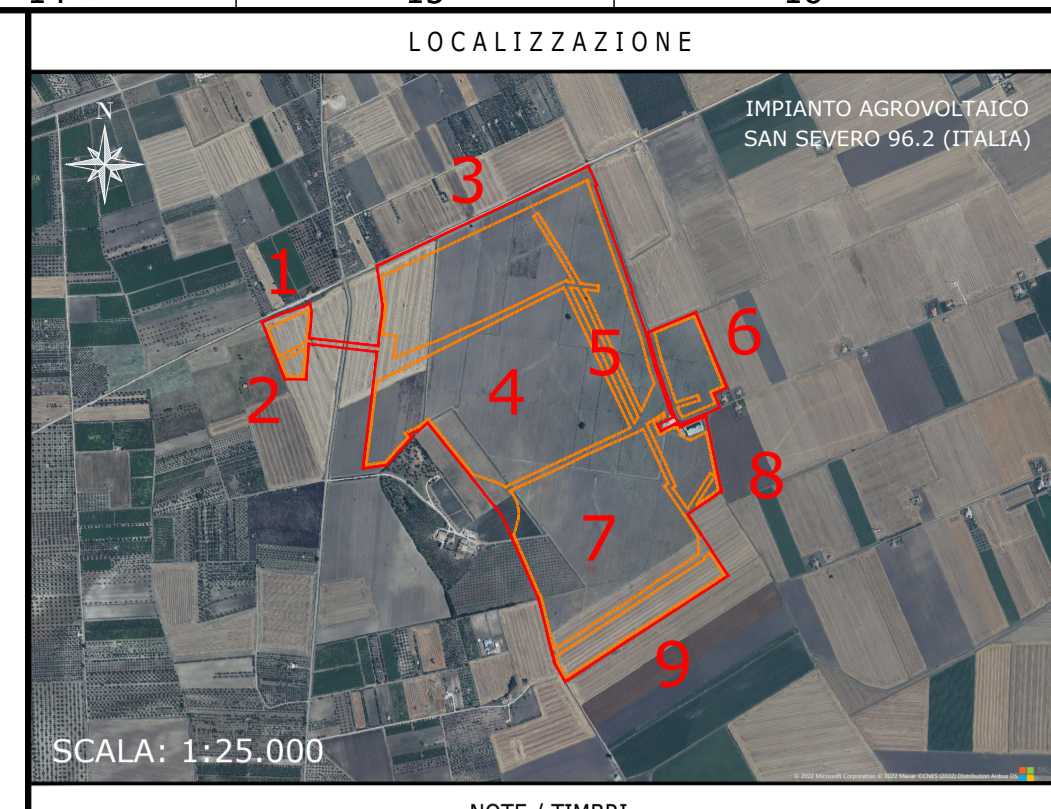 LOCALIZZAZIONE
N
IMPIANTO AGROVOLTAICO
SAN SEVERO 96.2 (ITALIA)
3
1
6
5
2
4
8
7
9
SCALA: 1:25.000
© 2022 Microsoft Corporation © 2022 Maxar ©CNES (2022) Distribution Airbus DS
NOTE / TIMBRI